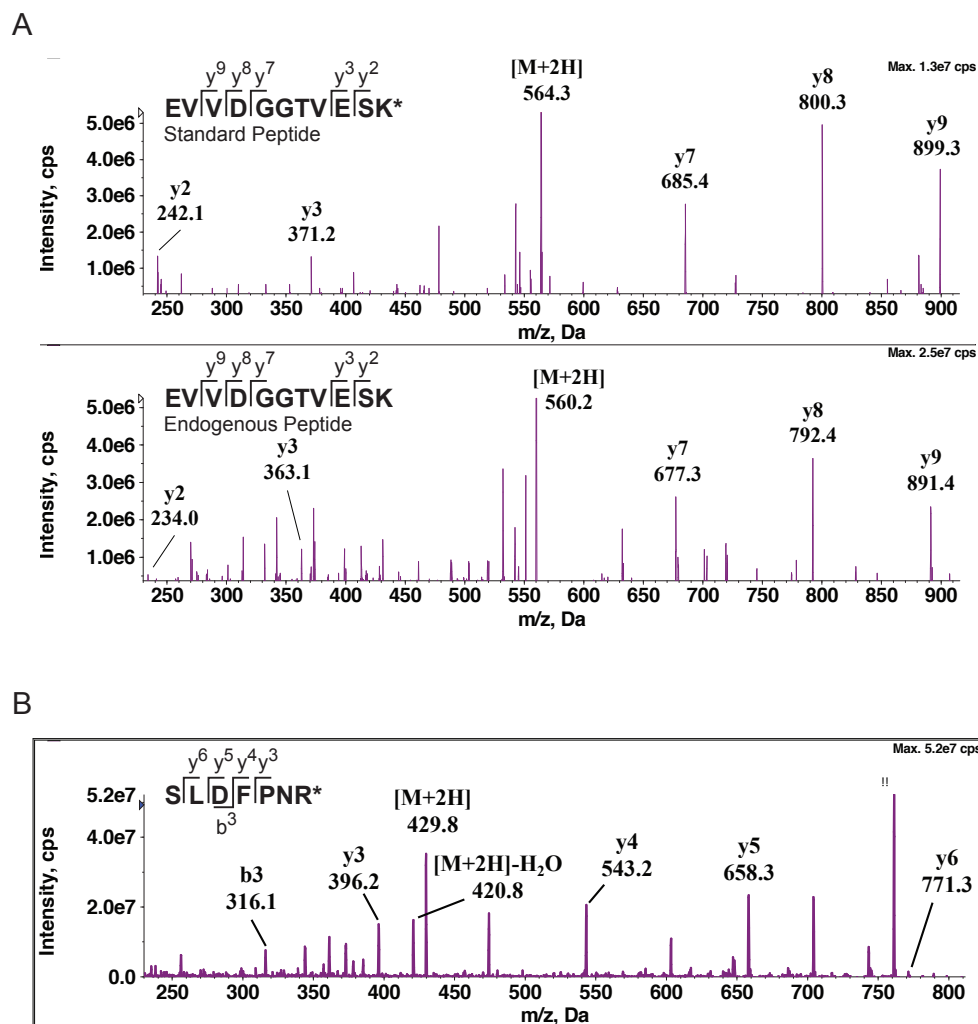 A
Max. 1.3e7 cps
y9 y8 y7 y3 y2
EVVDGGTVESK*
Standard Peptide
[M+2H]
564.3
y8
800.3
y9
899.3
y7
685.4
y2
242.1
y3
371.2
Intensity, cps
5.0e6
4.0e6
3.0e6
2.0e6
1.0e6
250 300 350 400 450 500 550 600 650 700 750 800 850 900
m/z, Da
Max. 2.5e7 cps
y9 y8 y7 y3 y2
EVVDGGTVESK
Endogenous Peptide
[M+2H]
560.2
y8
792.4
y7
677.3
y9
891.4
y3
363.1
y2
234.0
Intensity, cps
5.0e6
4.0e6
3.0e6
2.0e6
1.0e6
250 300 350 400 450 500 550 600 650 700 750 800 850 900
m/z, Da
B
Max. 5.2e7 cps
y6 y5 y4 y3
SLDFPNR*
b3
!!
[M+2H]
429.8
[M+2H]-H₂O
420.8
y3
396.2
b3
316.1
y4
543.2
y5
658.3
y6
771.3
Intensity, cps
5.2e7
4.0e7
2.0e7
0.0
250 300 350 400 450 500 550 600 650 700 750 800
m/z, Da